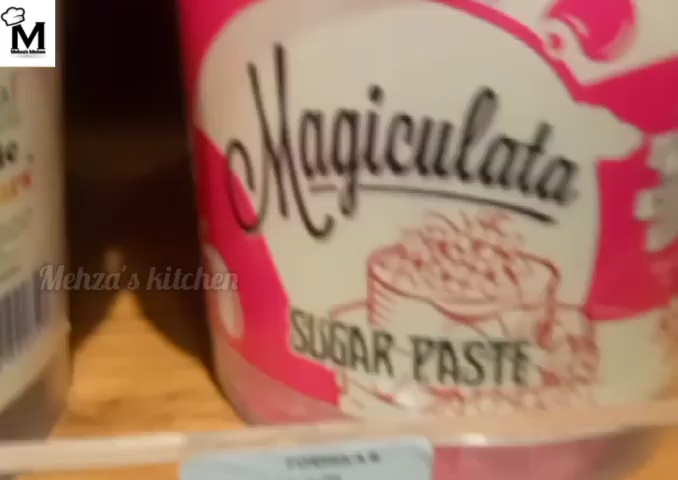 M
Mehza's kitchen
Magiculata
Mehza's kitchen
SUGAR PASTE